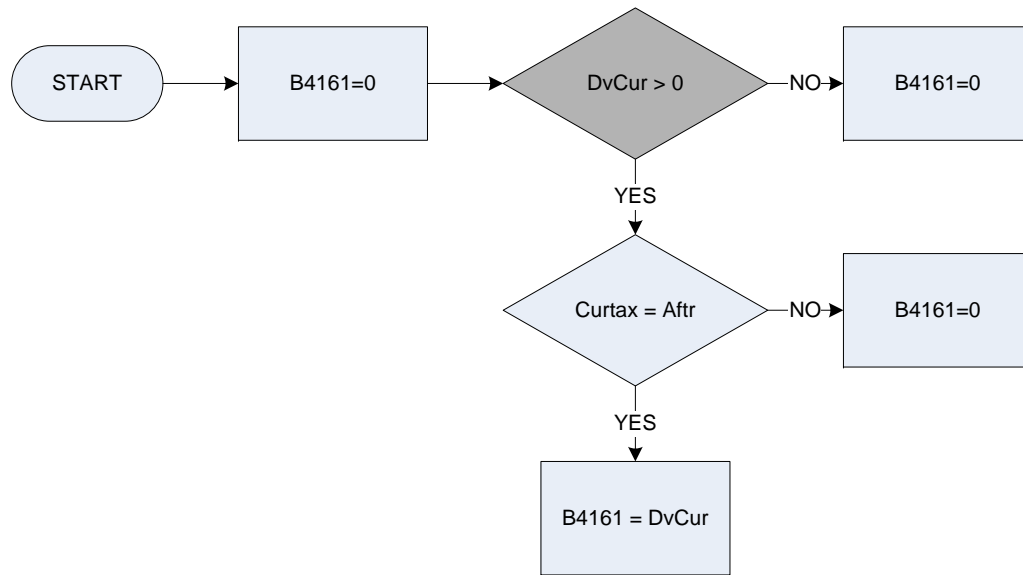 START
B4161=0
DvCur > 0
NO
B4161=0
YES
Curtax = Aftr
NO
B4161=0
YES
B4161 = DvCur